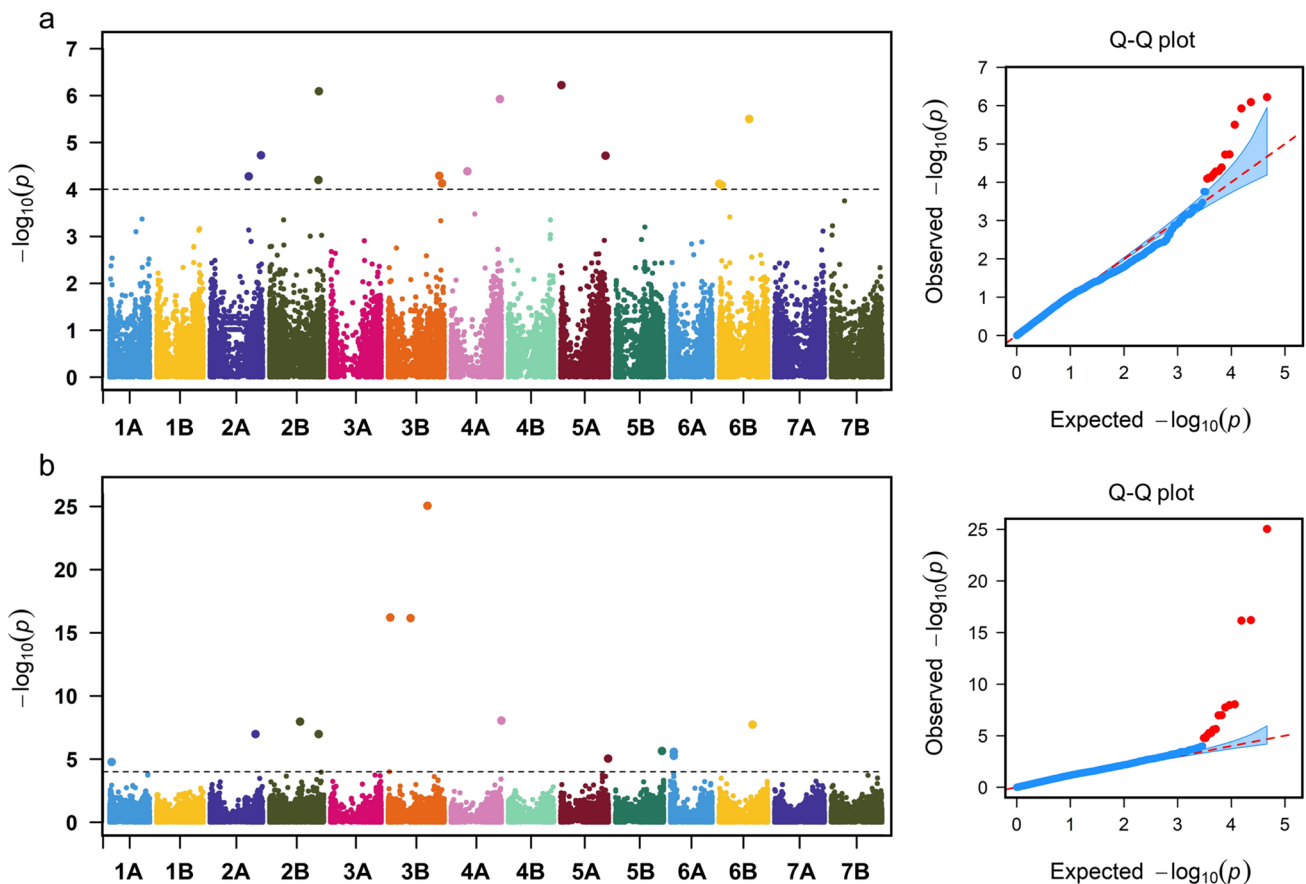 a
7
6
5
4
3
2
1
0
−log10(p)
1A 1B 2A 2B 3A 3B 4A 4B 5A 5B 6A 6B 7A 7B
Q-Q plot
7
6
5
4
3
2
1
0
Observed −log10(p)
0 1 2 3 4 5
Expected −log10(p)
b
25
20
15
10
5
0
−log10(p)
1A 1B 2A 2B 3A 3B 4A 4B 5A 5B 6A 6B 7A 7B
Q-Q plot
25
20
15
10
5
0
Observed −log10(p)
0 1 2 3 4 5
Expected −log10(p)